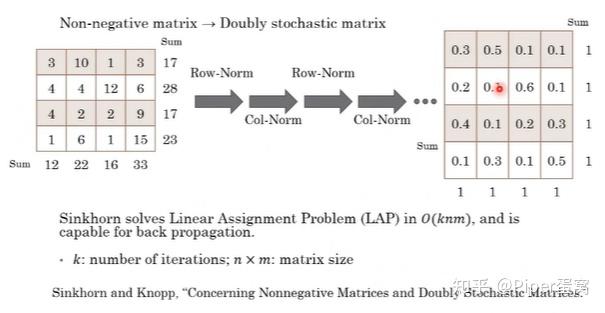 Non-negative matrix → Doubly stochastic matrix
Sum
3 10 1 3 17
4 4 12 6 28
4 2 2 9 17
1 6 1 15 23
Sum 12 22 16 33
Row-Norm Row-Norm
Col-Norm Col-Norm
Sum
0.3 0.5 0.1 0.1 1
0.2 0.6 0.1 1
0.4 0.1 0.2 0.3 1
Sum
0.1 0.3 0.1 0.5 1
1 1 1 1
Sinkhorn solves Linear Assignment Problem (LAP) in O(knm), and is
capable for back propagation.
• k: number of iterations; n × m: matrix size
Sinkhorn and Knopp, "Concerning Nonnegative Matrices and Doubly Stochastic Matrices."
知乎 @Piper蛋窝